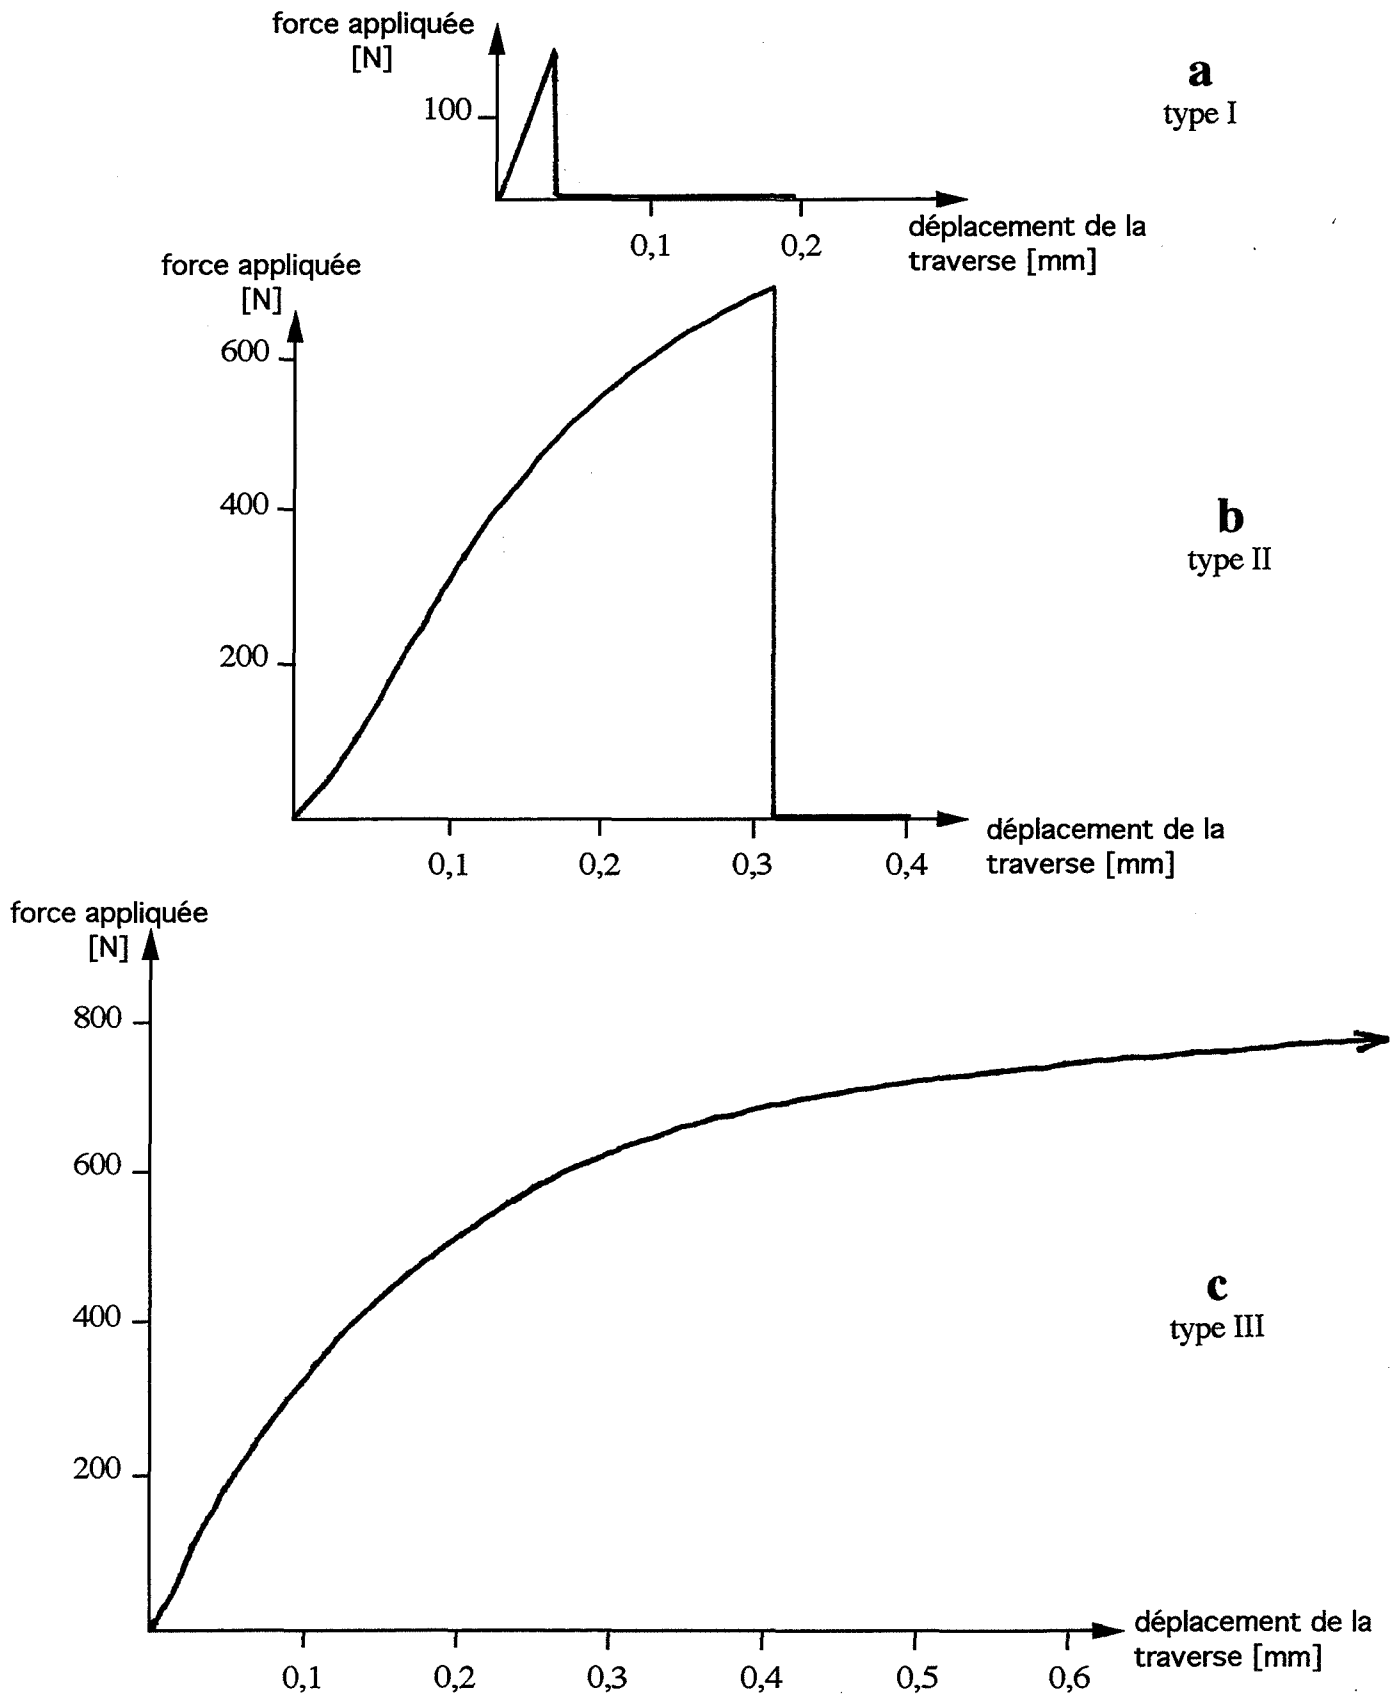 force appliquée
[N]
100
0,1
0,2
déplacement de la
traverse [mm]
a
type I
force appliquée
[N]
600
400
200
0,1
0,2
0,3
0,4
déplacement de la
traverse [mm]
b
type II
force appliquée
[N]
800
600
400
200
0,1
0,2
0,3
0,4
0,5
0,6
déplacement de la
traverse [mm]
c
type III